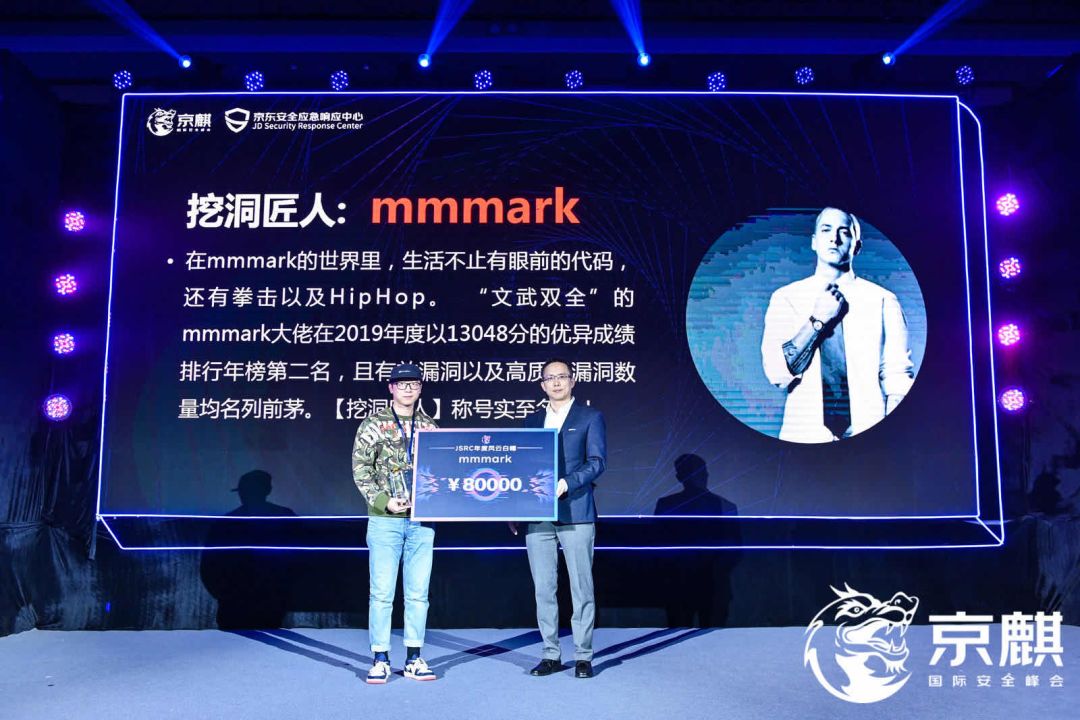 京麒
国际安全峰会
京东安全应急响应中心
JD Security Response Center
挖洞匠人: mmmark
• 在mmmark的世界里，生活不止有眼前的代码，
还有拳击以及HipHop。 “文武双全”的
mmmark大佬在2019年度以13048分的优异成绩
排行年榜第二名，且有 漏洞以及高质 漏洞数
量均名列前茅。【挖洞 人】称号实至
JSRC年度风云白帽
mmmark
¥80000
京麒
国际安全峰会